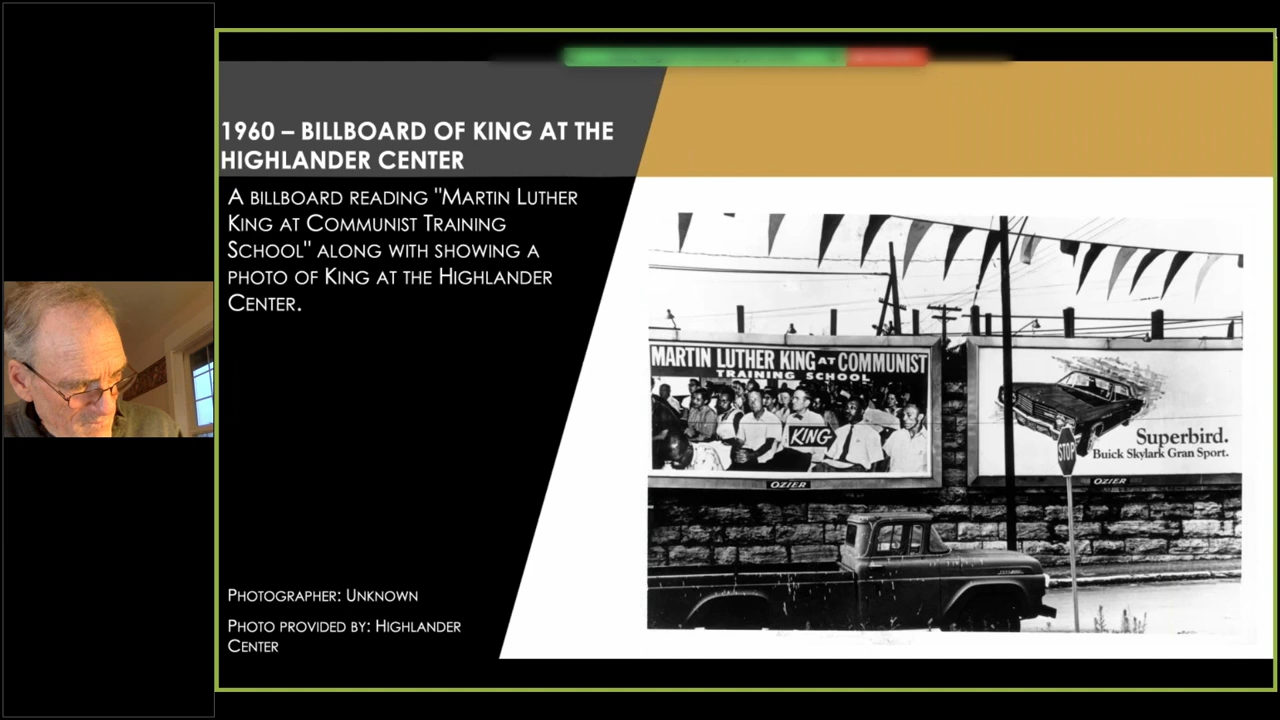 1960 – BILLBOARD OF KING AT THE
HIGHLANDER CENTER
A BILLBOARD READING "MARTIN LUTHER
KING AT COMMUNIST TRAINING
SCHOOL" ALONG WITH SHOWING A
PHOTO OF KING AT THE HIGHLANDER
CENTER.
PHOTOGRAPHER: UNKNOWN
PHOTO PROVIDED BY: HIGHLANDER
CENTER
MARTIN LUTHER KING AT COMMUNIST
TRAINING SCHOOL
KING
OZIER
Superbird.
Buick Skylark Gran Sport.
STOP
OZIER